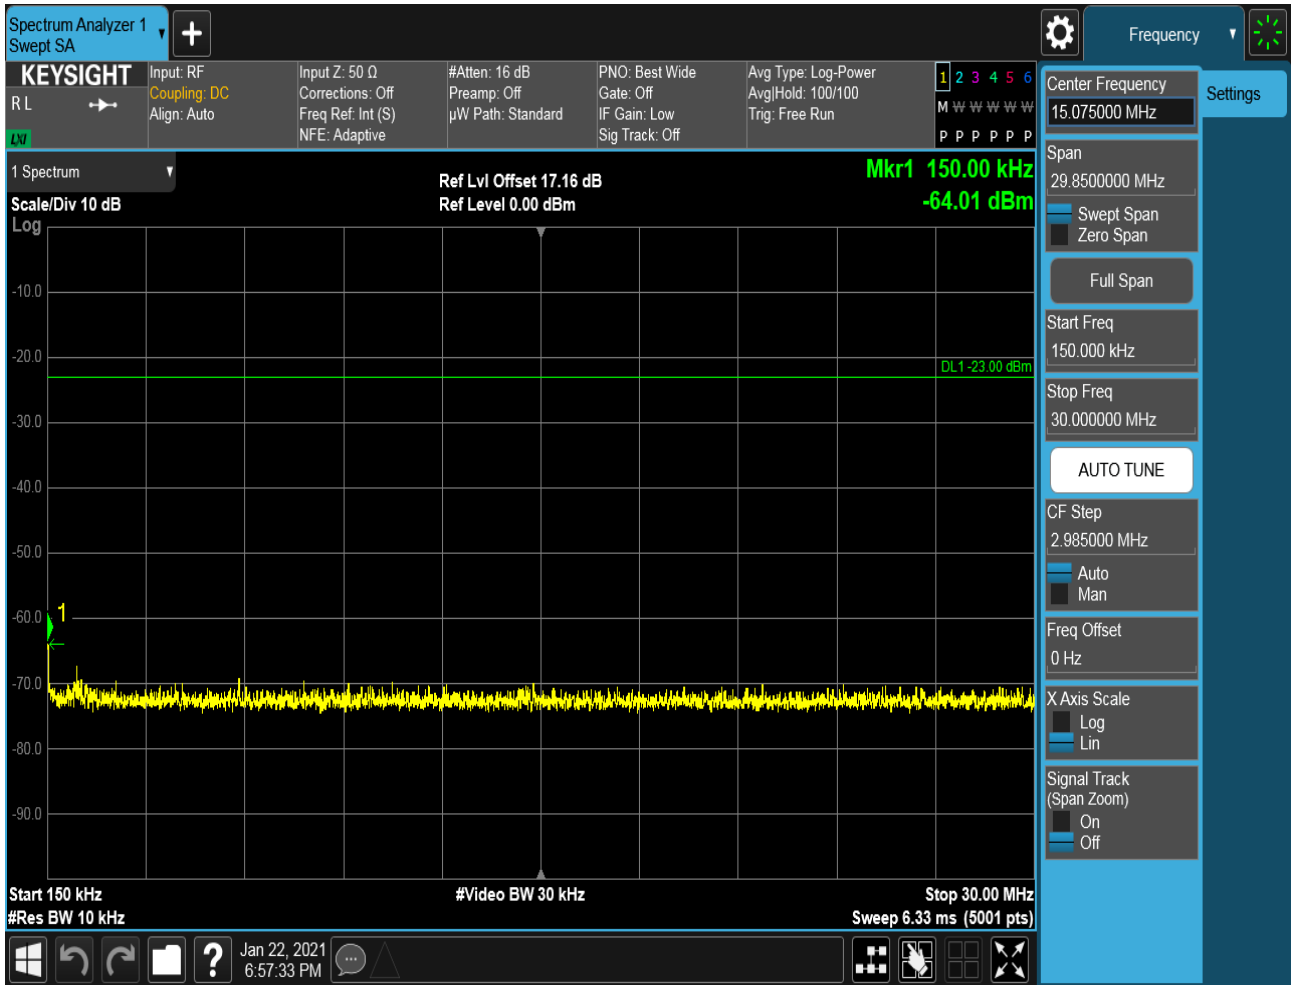 Spectrum Analyzer 1
Swept SA
Frequency
KEYSIGHT
R L
LXI
Input: RF
Coupling: DC
Align: Auto
Input Z: 50 Ω
Corrections: Off
Freq Ref: Int (S)
NFE: Adaptive
#Atten: 16 dB
Preamp: Off
µW Path: Standard
PNO: Best Wide
Gate: Off
IF Gain: Low
Sig Track: Off
Avg Type: Log-Power
Avg|Hold: 100/100
Trig: Free Run
1 2 3 4 5 6
M W W W W W
P P P P P P
1 Spectrum
Scale/Div 10 dB
Log
Ref Lvl Offset 17.16 dB
Ref Level 0.00 dBm
Mkr1 150.00 kHz
-64.01 dBm
-10.0
-20.0
DL1 -23.00 dBm
-30.0
-40.0
-50.0
-60.0
1
-70.0
-80.0
-90.0
Start 150 kHz
#Video BW 30 kHz
Stop 30.00 MHz
#Res BW 10 kHz
Sweep 6.33 ms (5001 pts)
Center Frequency
15.075000 MHz
Settings
Span
29.8500000 MHz
Swept Span
Zero Span
Full Span
Start Freq
150.000 kHz
Stop Freq
30.000000 MHz
AUTO TUNE
CF Step
2.985000 MHz
Auto
Man
Freq Offset
0 Hz
X Axis Scale
Log
Lin
Signal Track
(Span Zoom)
On
Off
?
Jan 22, 2021
6:57:33 PM